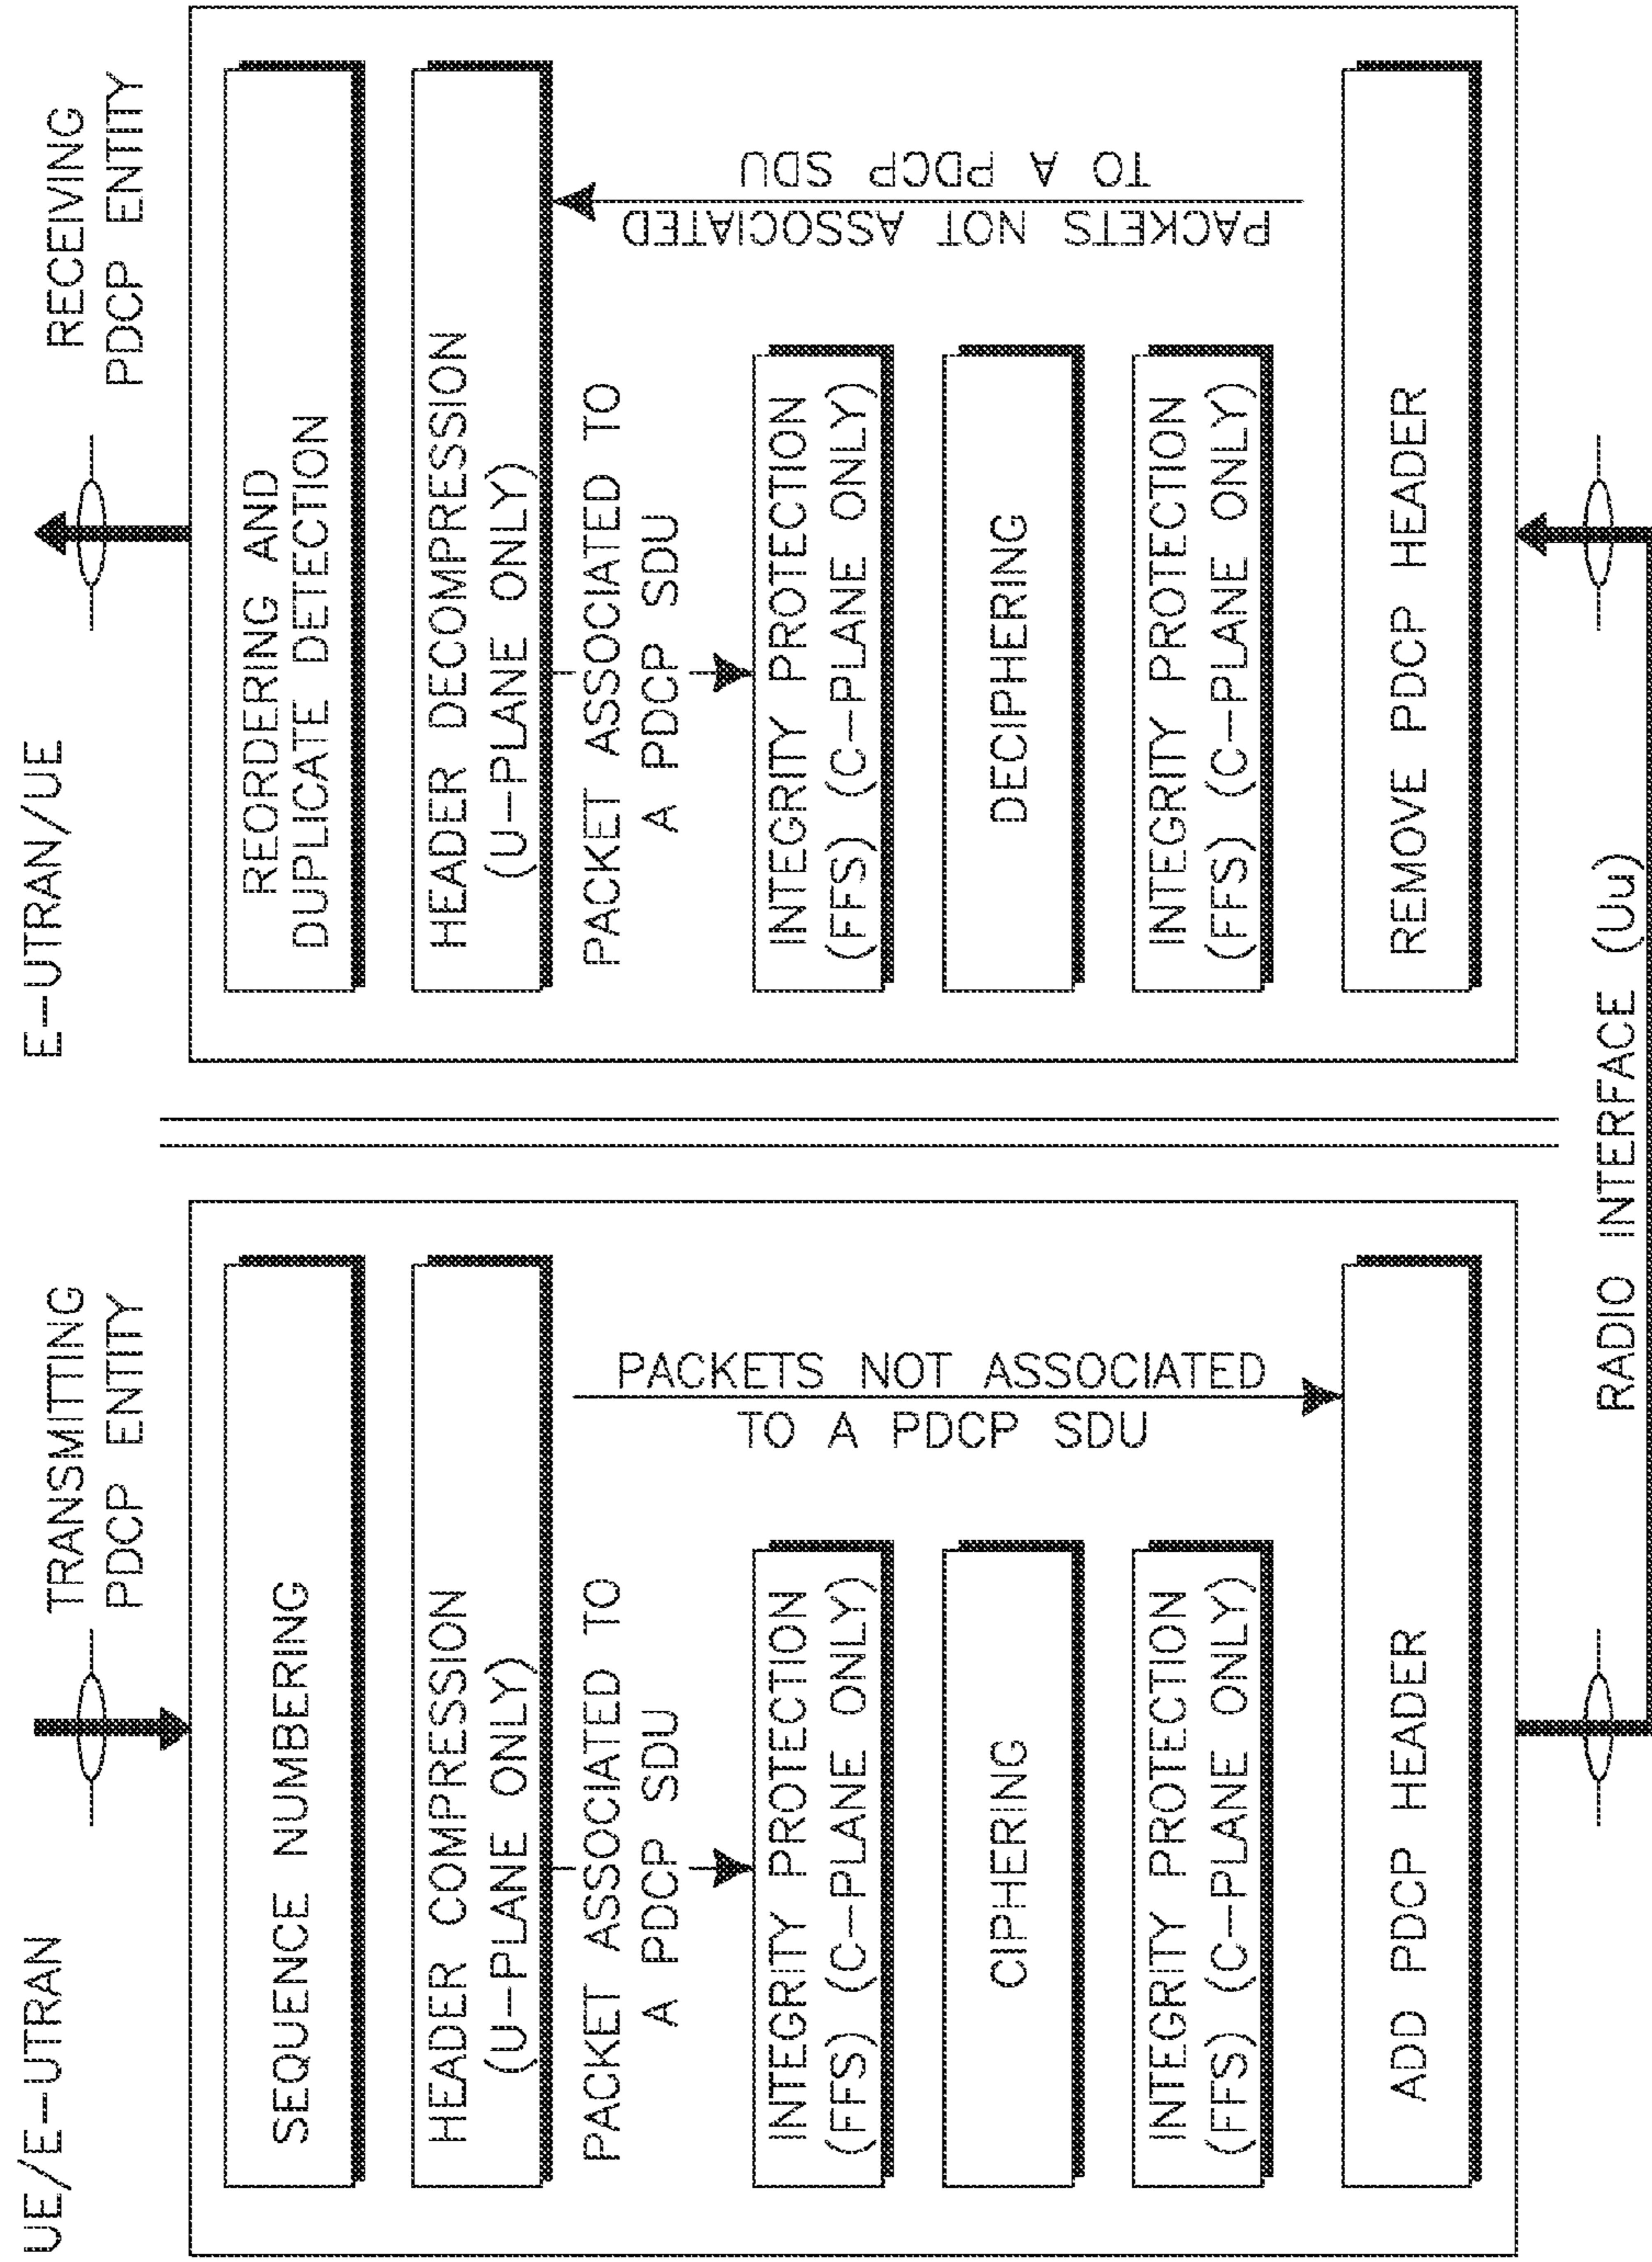 UE/E-UTRAN
TRANSMITTING
PDCP ENTITY
SEQUENCE NUMBERING
HEADER COMPRESSION
(U-PLANE ONLY)
PACKET ASSOCIATED TO
A PDCP SDU
PACKETS NOT ASSOCIATED
TO A PDCP SDU
INTEGRITY PROTECTION
(FFS) (C-PLANE ONLY)
CIPHERING
INTEGRITY PROTECTION
(FFS) (C-PLANE ONLY)
ADD PDCP HEADER
E-UTRAN/UE
RECEIVING
PDCP ENTITY
REORDERING AND
DUPLICATE DETECTION
HEADER DECOMPRESSION
(U-PLANE ONLY)
PACKET ASSOCIATED TO
A PDCP SDU
PACKETS NOT ASSOCIATED
TO A PDCP SDU
INTEGRITY PROTECTION
(FFS) (C-PLANE ONLY)
DECIPHERING
INTEGRITY PROTECTION
(FFS) (C-PLANE ONLY)
REMOVE PDCP HEADER
RADIO INTERFACE (Uu)